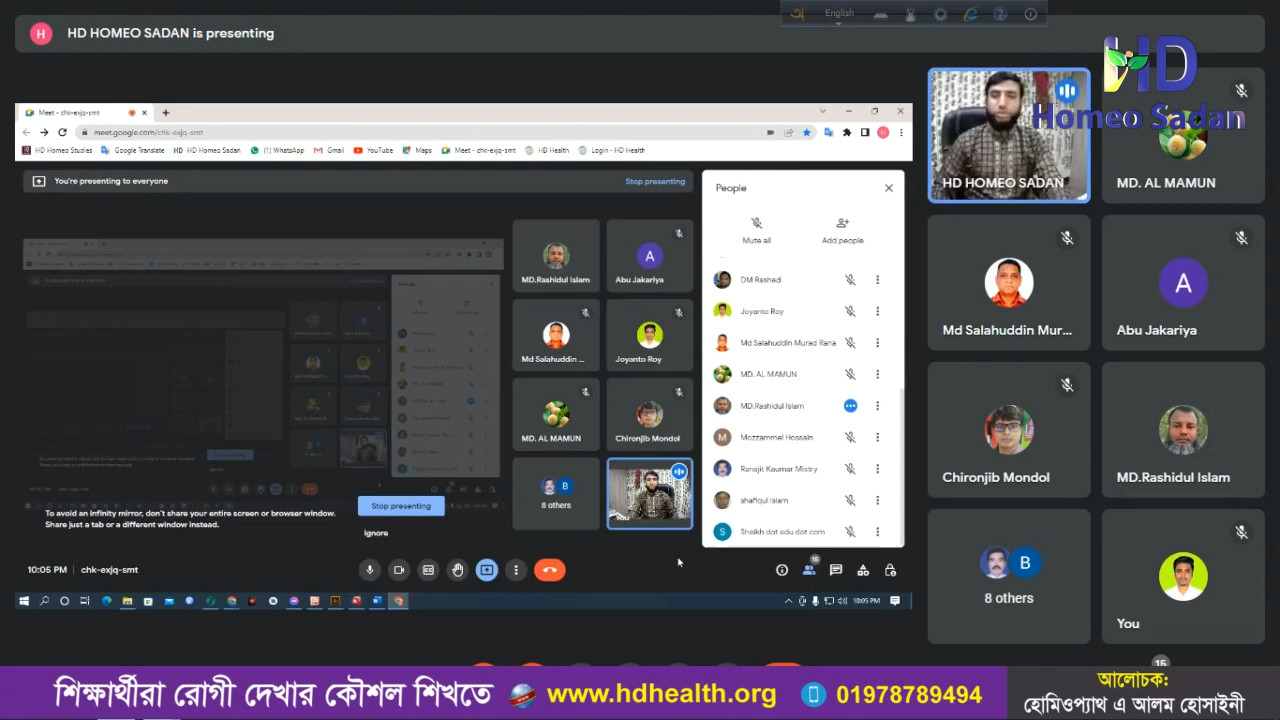 English
HD HOMEO SADAN is presenting
HD
Homeo Sadan
Meet - chk-exjq-smt
meet.google.com/chk-exjq-smt
HD Homeo Studies
Google Translate
HD Homeo Sadan
(1) WhatsApp
Gmail
YouTube
Maps
Meet - chk-exjq-smt
HD Health
Login - HD Health
You're presenting to everyone
Stop presenting
People
Mute all
Add people
DM Rashed
Joyanto Roy
Md Salahuddin Murad Rana
MD. AL MAMUN
MD.Rashidul Islam
M
Mozzammel Hossain
Ranajit Kaumar Mistry
shafiqul Islam
S
Sheikh dot edu dot com
MD.Rashidul Islam
A
Abu Jakariya
Md Salahuddin ...
Joyanto Roy
MD. AL MAMUN
Chironjib Mondol
B
8 others
Stop presenting
To avoid an infinity mirror, don't share your entire screen or browser window.
Share just a tab or a different window instead.
Ignore
10:05 PM
chk-exjq-smt
16
10:05 PM
H
HD HOMEO SADAN
MD. AL MAMUN
Md Salahuddin Mur...
A
Abu Jakariya
Chironjib Mondol
MD.Rashidul Islam
B
8 others
You
15
শিক্ষার্থীরা রোগী দেখার কৌশল শিখতে
www.hdhealth.org
01978789494
আলোচক:
হোমিওপ্যাথ এ আলম হোসাইনী